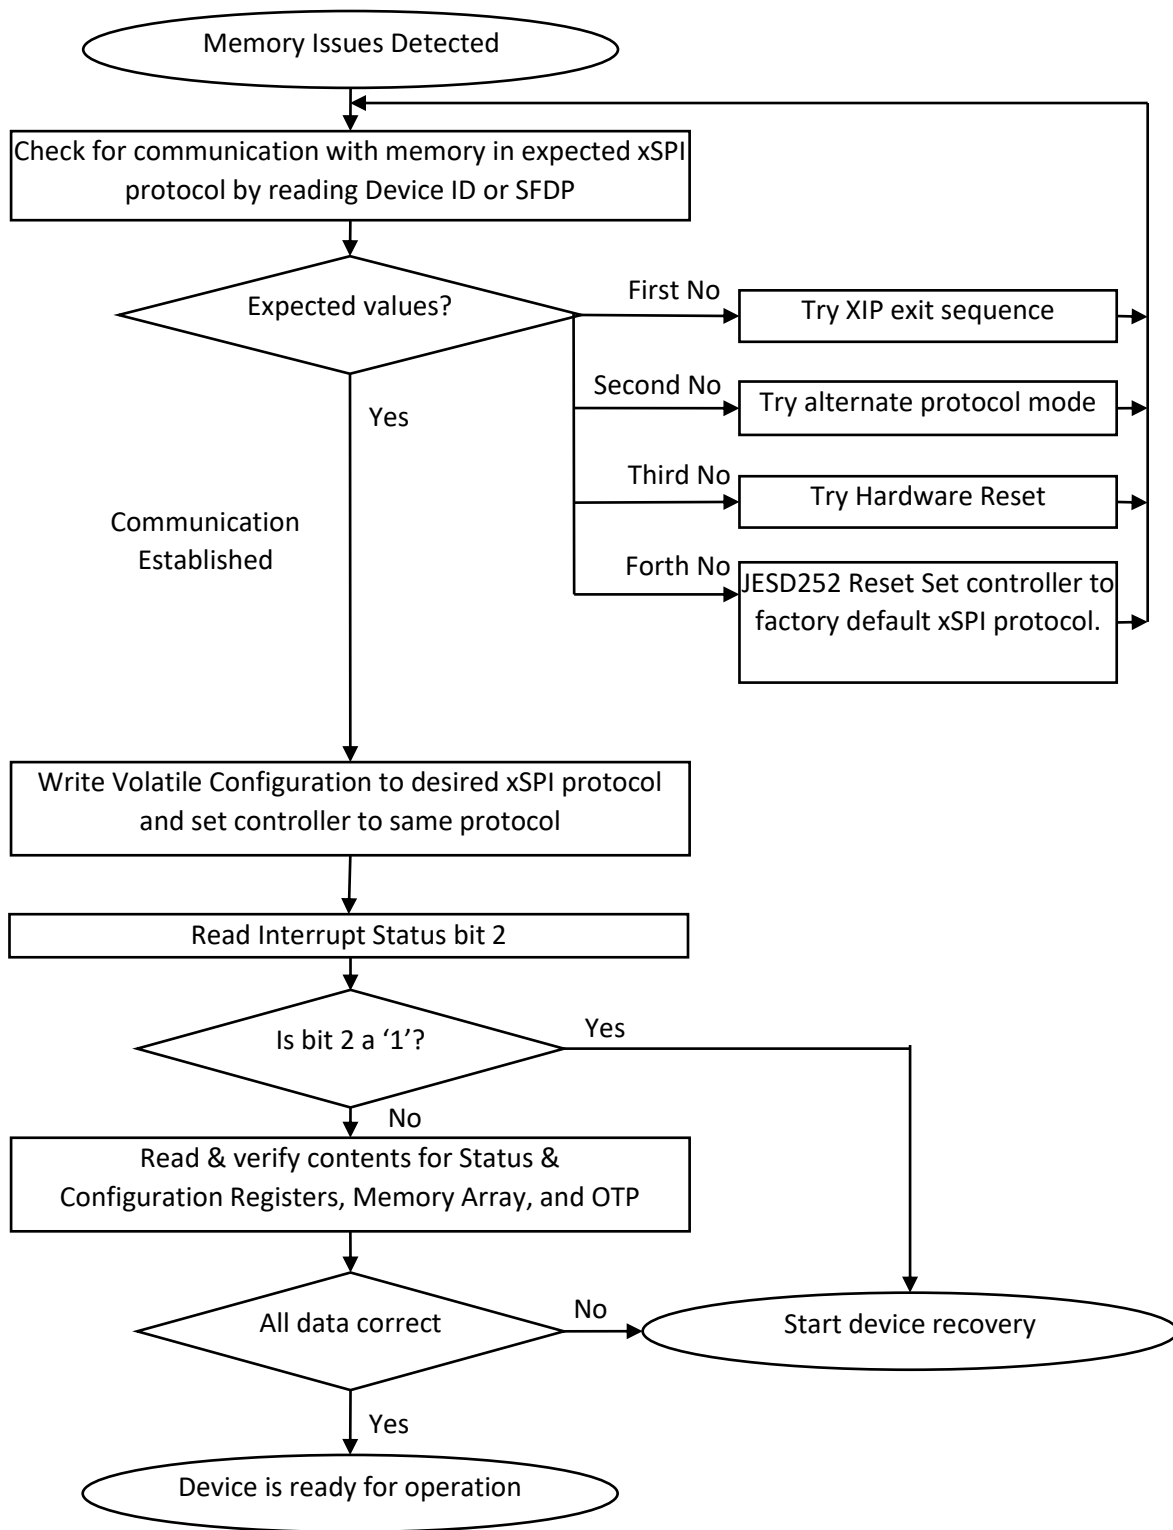 Memory Issues Detected
Check for communication with memory in expected xSPI
protocol by reading Device ID or SFDP
Expected values?
First No
Try XIP exit sequence
Second No
Try alternate protocol mode
Yes
Third No
Try Hardware Reset
Communication
Established
Forth No
JESD252 Reset Set controller to
factory default xSPI protocol.
Write Volatile Configuration to desired xSPI protocol
and set controller to same protocol
Read Interrupt Status bit 2
Is bit 2 a ‘1’?
Yes
No
Read & verify contents for Status &
Configuration Registers, Memory Array, and OTP
All data correct
No
Start device recovery
Yes
Device is ready for operation